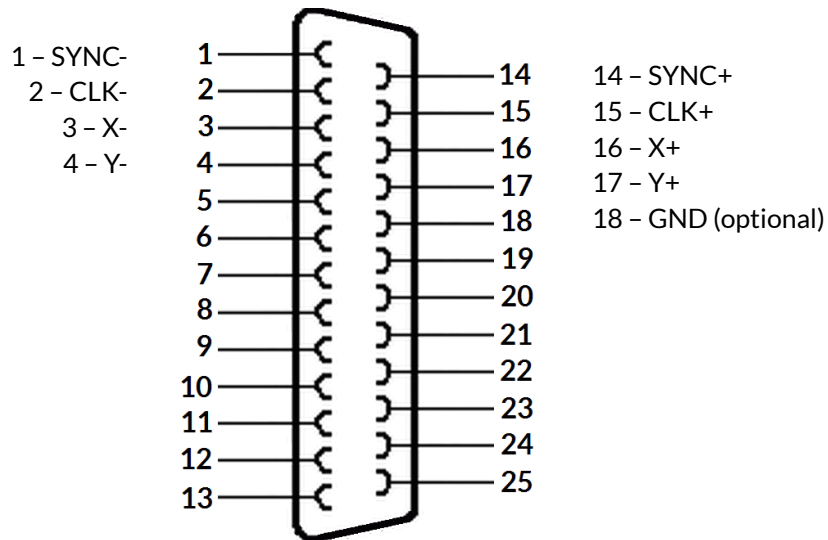 1 – SYNC-
2 – CLK-
3 – X-
4 – Y-
1
2
3
4
5
6
7
8
9
10
11
12
13
14
15
16
17
18
19
20
21
22
23
24
25
14 – SYNC+
15 – CLK+
16 – X+
17 – Y+
18 – GND (optional)